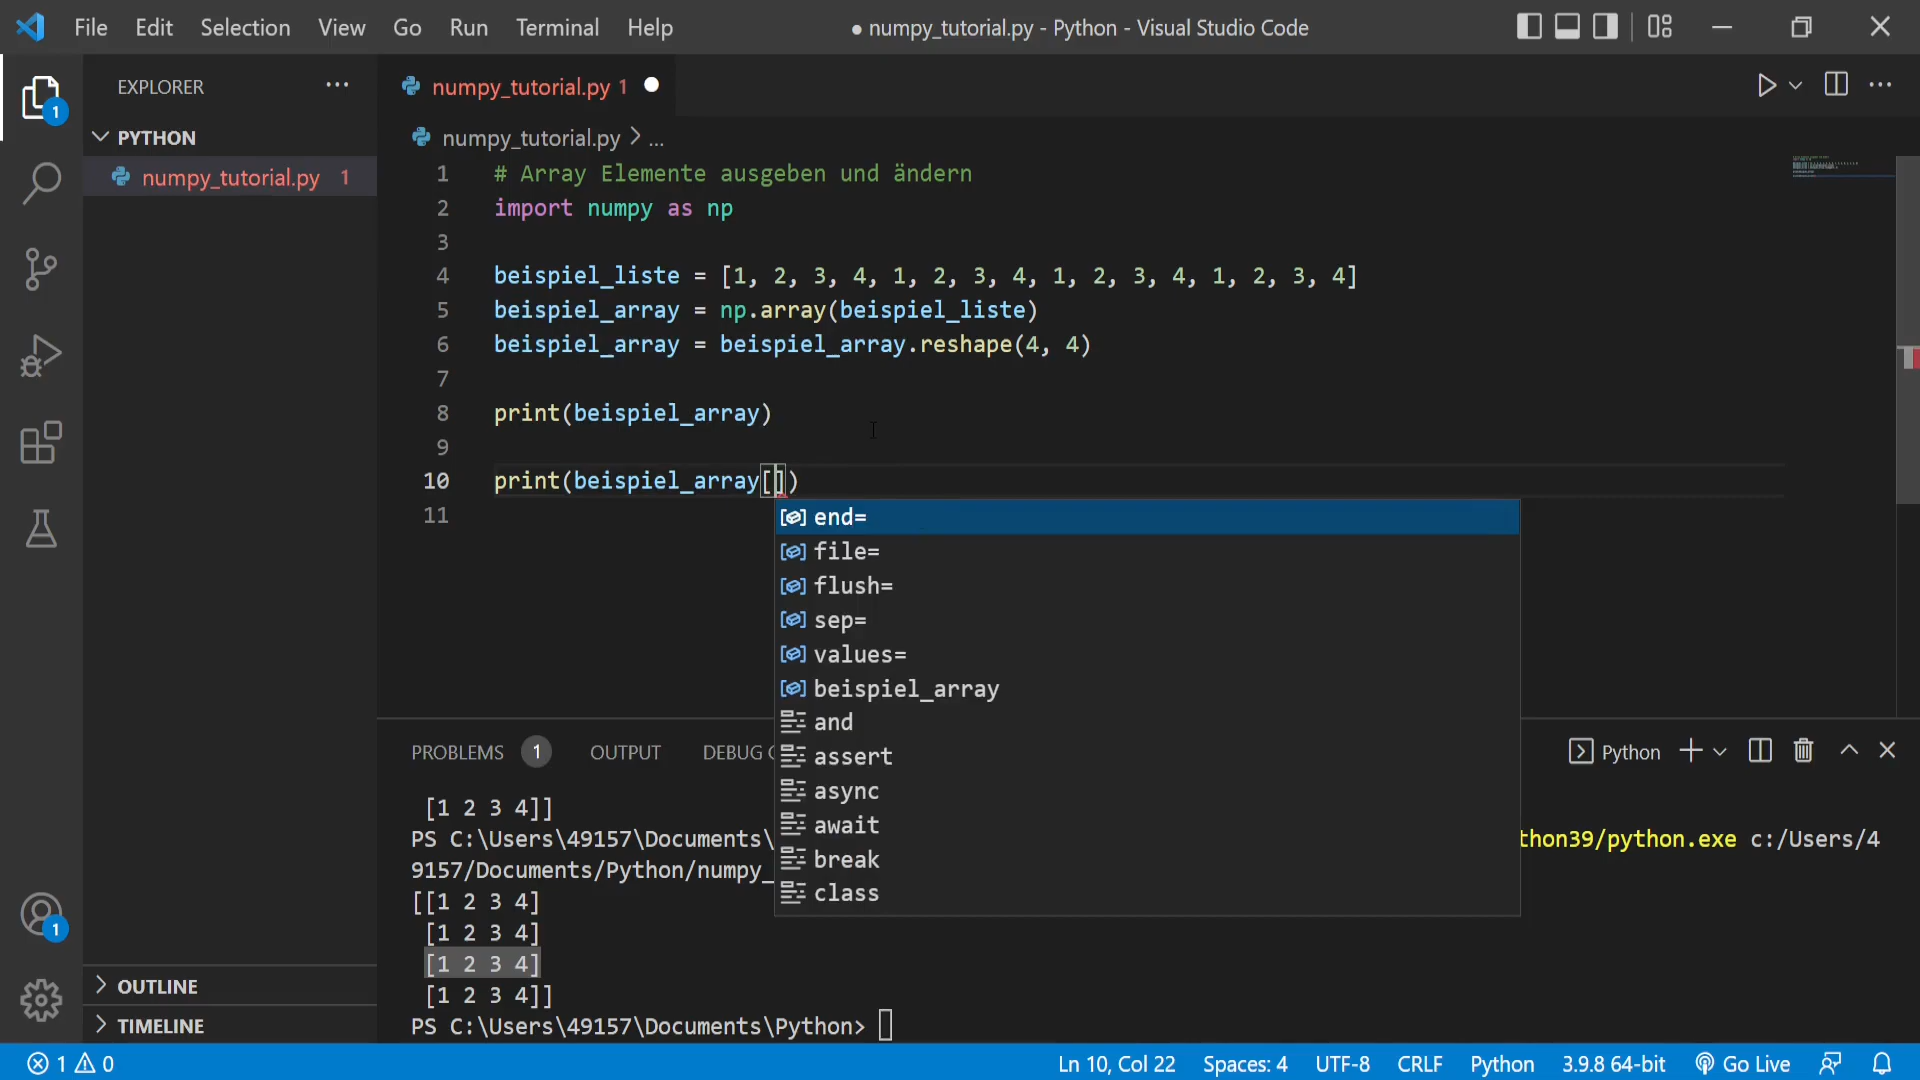 File Edit Selection View Go Run Terminal Help
● numpy_tutorial.py - Python - Visual Studio Code
EXPLORER
PYTHON
numpy_tutorial.py 1
numpy_tutorial.py 1
numpy_tutorial.py > ...
1 # Array Elemente ausgeben und ändern
2 import numpy as np
3
4 beispiel_liste = [1, 2, 3, 4, 1, 2, 3, 4, 1, 2, 3, 4, 1, 2, 3, 4]
5 beispiel_array = np.array(beispiel_liste)
6 beispiel_array = beispiel_array.reshape(4, 4)
7
8 print(beispiel_array)
9
10 print(beispiel_array[])
11
end=
file=
flush=
sep=
values=
beispiel_array
and
assert
async
await
break
class
PROBLEMS 1 OUTPUT DEBUG
Python
[1 2 3 4]]
PS C:\Users\49157\Documents\ thon39/python.exe c:/Users/4
9157/Documents/Python/numpy_
[[1 2 3 4]
[1 2 3 4]
[1 2 3 4]
[1 2 3 4]]
PS C:\Users\49157\Documents\Python>
1
1
OUTLINE
TIMELINE
1 0
Ln 10, Col 22 Spaces: 4 UTF-8 CRLF Python 3.9.8 64-bit Go Live